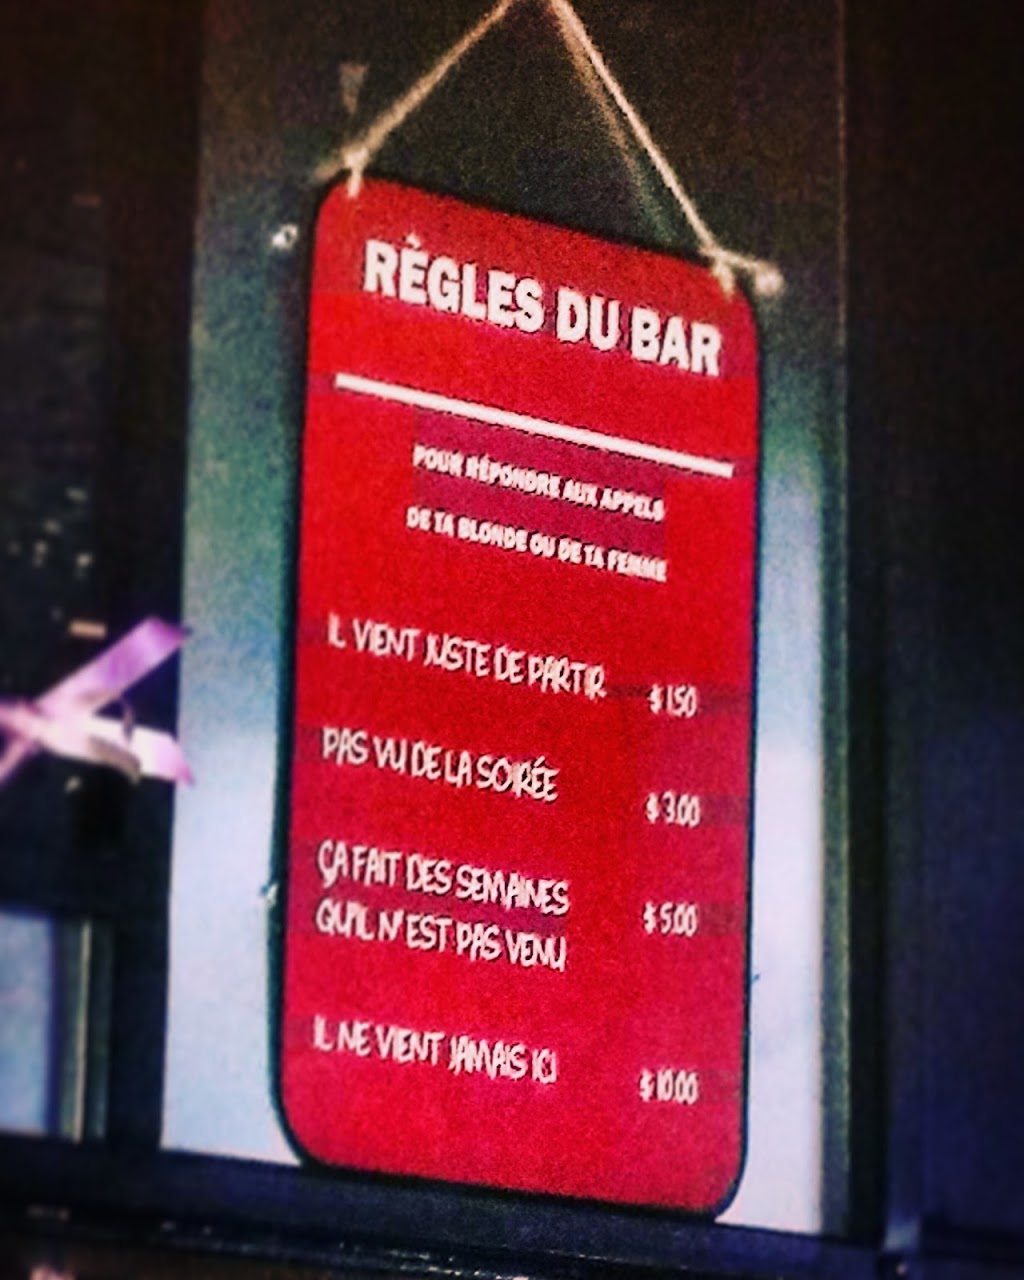 RÈGLES DU BAR
POUR RÉPONDRE AUX APPELS
DE TA BLONDE OU DE TA FEMME
IL VIENT JUSTE DE PARTIR $1.50
PAS VU DE LA SOIRÉE $3.00
ÇA FAIT DES SEMAINES
QU'IL N'EST PAS VENU $5.00
IL NE VIENT JAMAIS ICI $10.00